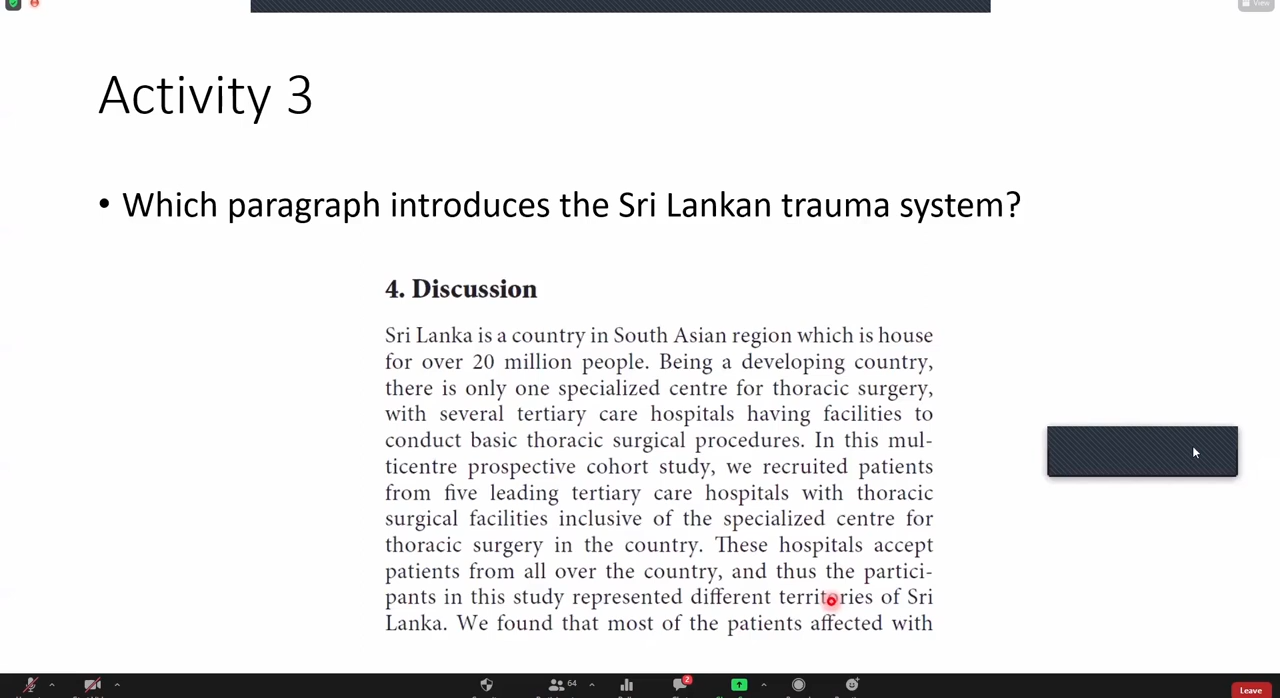 View
Activity 3
• Which paragraph introduces the Sri Lankan trauma system?
4. Discussion
Sri Lanka is a country in South Asian region which is house
for over 20 million people. Being a developing country,
there is only one specialized centre for thoracic surgery,
with several tertiary care hospitals having facilities to
conduct basic thoracic surgical procedures. In this mul-
ticentre prospective cohort study, we recruited patients
from five leading tertiary care hospitals with thoracic
surgical facilities inclusive of the specialized centre for
thoracic surgery in the country. These hospitals accept
patients from all over the country, and thus the partici-
pants in this study represented different territories of Sri
Lanka. We found that most of the patients affected with
64
2
Leave